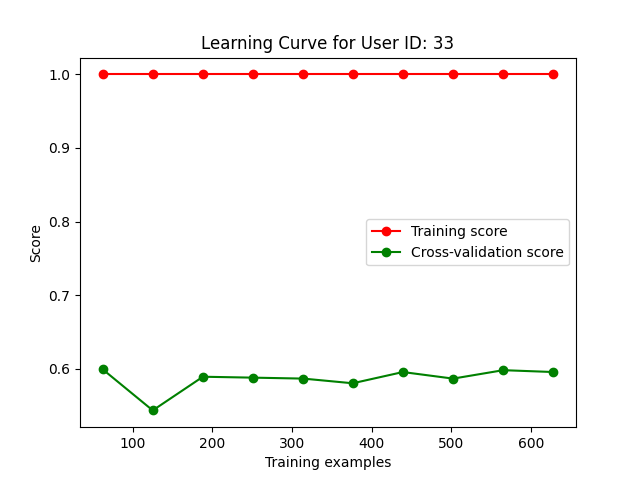 Learning Curve for User ID: 33
1.0
0.9
0.8
0.7
0.6
Score
Training score
Cross-validation score
100 200 300 400 500 600
Training examples